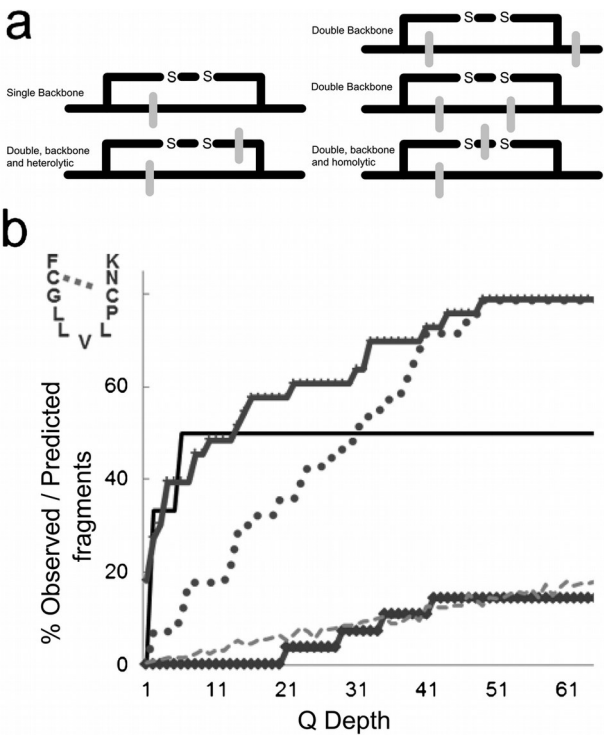 a
Single Backbone
S S
Double, backbone
and heterolytic
S S
Double Backbone
S S
Double Backbone
S S
Double, backbone
and homolytic
S S
b
F K
C N
G C
L P
L V L
% Observed / Predicted
fragments
60
40
20
0
1 11 21 31 41 51 61
Q Depth